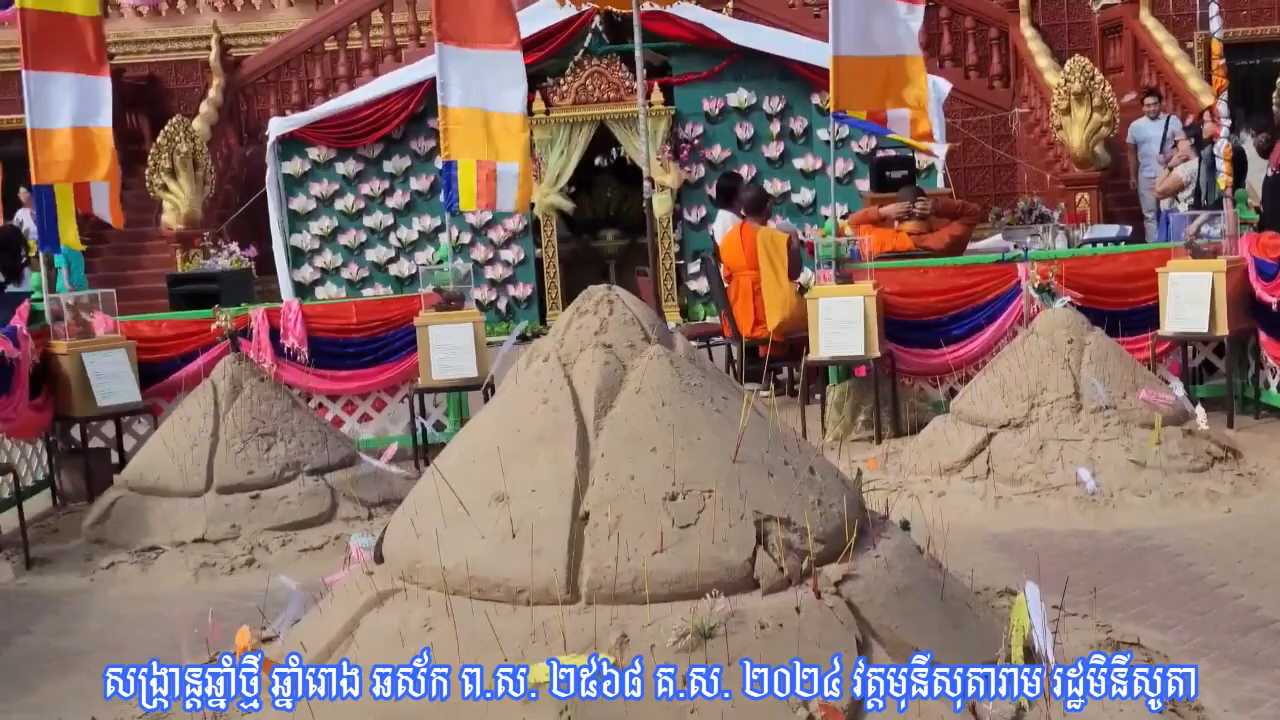 សង្ក្រាន្តឆ្នាំថ្មី ឆ្នាំរោង ឆស័ក ព.ស. ២៥៦៨ គ.ស. ២០២៤ វត្តមុនីសុតារាម រដ្ឋមិនីសូតា